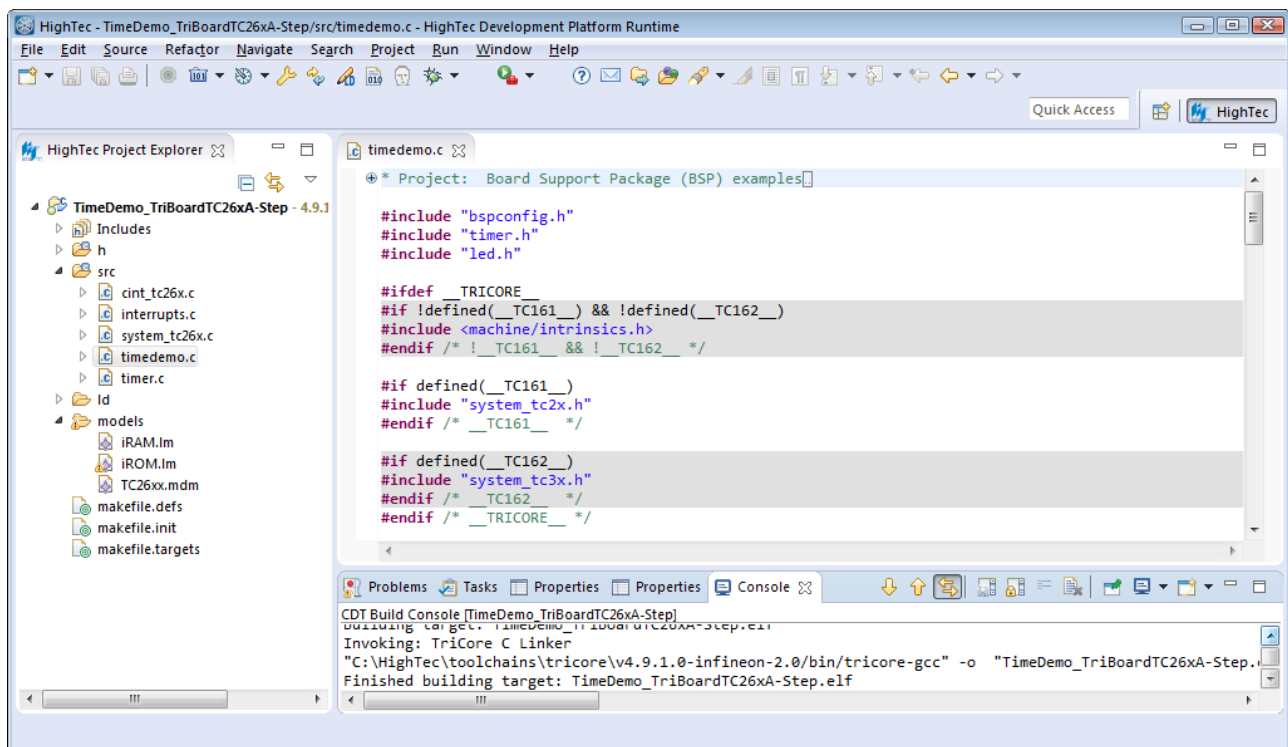 HighTec - TimeDemo_TriBoardTC26xA-Step/src/timedemo.c - HighTec Development Platform Runtime
File Edit Source Refactor Navigate Search Project Run Window Help
Quick Access
HighTec
HighTec Project Explorer
TimeDemo_TriBoardTC26xA-Step - 4.9.1
Includes
h
src
cint_tc26x.c
interrupts.c
system_tc26x.c
timedemo.c
timer.c
ld
models
iRAM.lm
iROM.lm
TC26xx.mdm
makefile.defs
makefile.init
makefile.targets
timedemo.c
* Project:  Board Support Package (BSP) examples..
#include "bspconfig.h"
#include "timer.h"
#include "led.h"
#ifdef __TRICORE__
#if !defined(__TC161__) && !defined(__TC162__)
#include <machine/intrinsics.h>
#endif /* !__TC161__ && !__TC162__ */
#if defined(__TC161__)
#include "system_tc2x.h"
#endif /* __TC161__  */
#if defined(__TC162__)
#include "system_tc3x.h"
#endif /* __TC162__  */
#endif /* __TRICORE__ */
Problems Tasks Properties Properties Console
CDT Build Console [TimeDemo_TriBoardTC26xA-Step]
Building target: TimeDemo_TriBoardTC26xA-Step.elf
Invoking: TriCore C Linker
"C:\HighTec\toolchains\tricore\v4.9.1.0-infineon-2.0/bin/tricore-gcc" -o  "TimeDemo_TriBoardTC26xA-Step.
Finished building target: TimeDemo_TriBoardTC26xA-Step.elf